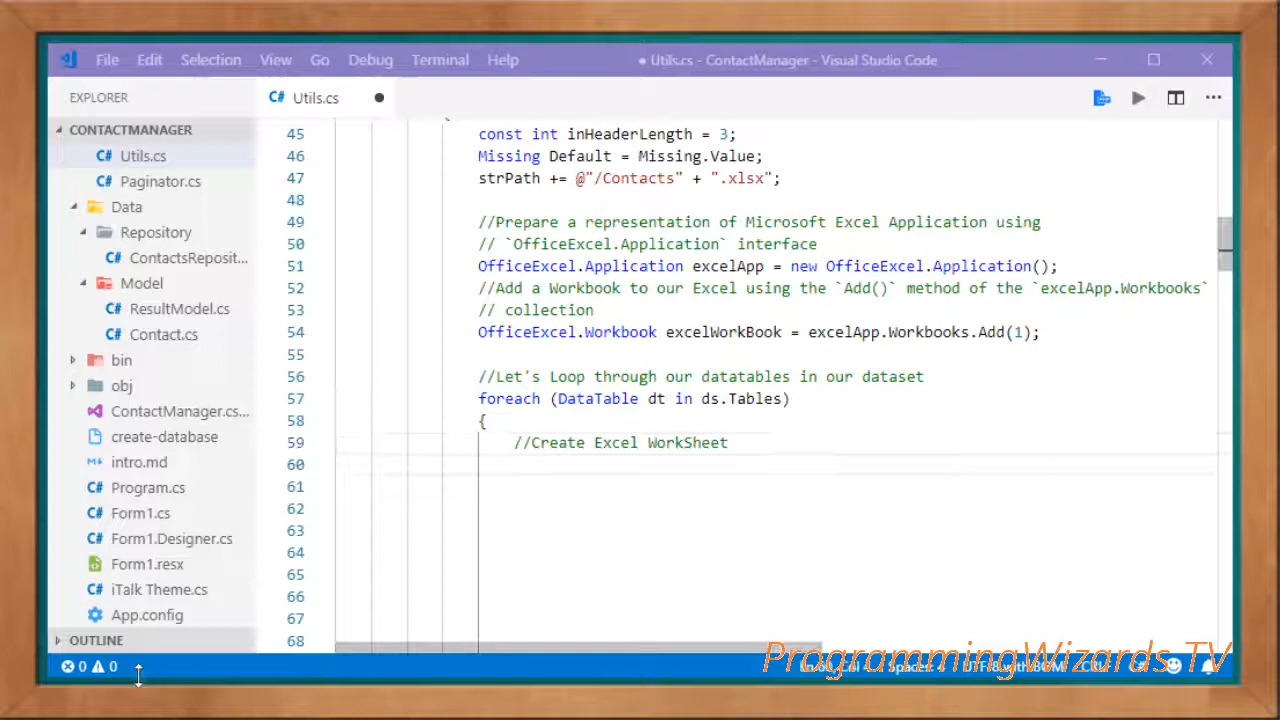 File Edit Selection View Go Debug Terminal Help
● Utils.cs - ContactManager - Visual Studio Code
EXPLORER
C# Utils.cs ●
CONTACTMANAGER
C# Utils.cs
C# Paginator.cs
Data
Repository
C# ContactsReposit...
Model
C# ResultModel.cs
C# Contact.cs
bin
obj
ContactManager.cs...
create-database
intro.md
C# Program.cs
C# Form1.cs
C# Form1.Designer.cs
Form1.resx
C# iTalk Theme.cs
App.config
OUTLINE
45 const int inHeaderLength = 3;
46 Missing Default = Missing.Value;
47 strPath += @"/Contacts" + ".xlsx";
48
49 //Prepare a representation of Microsoft Excel Application using
50 // `OfficeExcel.Application` interface
51 OfficeExcel.Application excelApp = new OfficeExcel.Application();
52 //Add a Workbook to our Excel using the `Add()` method of the `excelApp.Workbooks`
53 // collection
54 OfficeExcel.Workbook excelWorkBook = excelApp.Workbooks.Add(1);
55
56 //Let's Loop through our datatables in our dataset
57 foreach (DataTable dt in ds.Tables)
58 {
59 //Create Excel WorkSheet
60
61
62
63
64
65
66
67
68
0 0
ProgrammingWizards TV